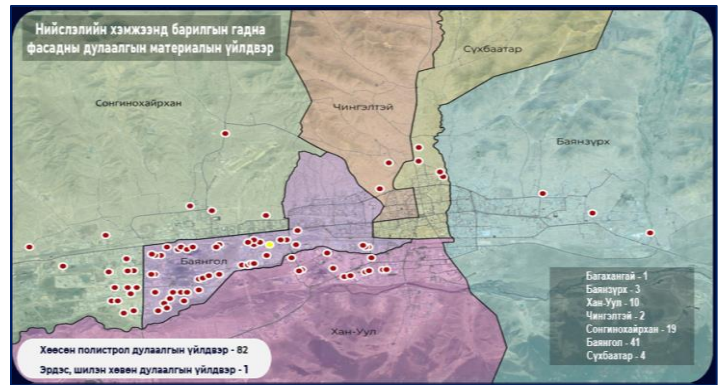 Нийслэлийн хэмжээнд барилгын гадна
фасадны дулаалгын материалын үйлдвэр
Сүхбаатар
Сонгинохайрхан
Чингэлтэй
Баянзүрх
Баянгол
Хан-Уул
Багахангай - 1
Баянзүрх - 3
Хан-Уул - 10
Чингэлтэй - 2
Сонгинохайрхан - 19
Баянгол - 41
Сүхбаатар - 4
Хөөсөн полистрол дулаалгын үйлдвэр - 82
Эрдэс, шилэн хөвөн дулаалгын үйлдвэр - 1